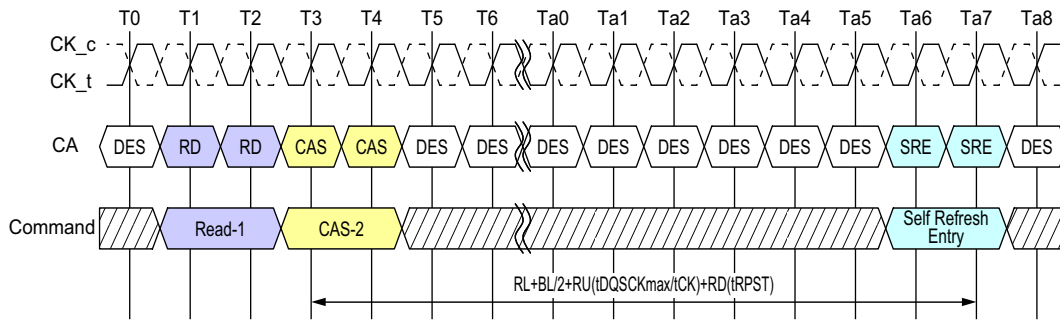 T0 T1 T2 T3 T4 T5 T6 Ta0 Ta1 Ta2 Ta3 Ta4 Ta5 Ta6 Ta7 Ta8
CK_c
CK_t
CA DES RD RD CAS CAS DES DES DES DES DES DES DES DES SRE SRE DES
Command Read-1 CAS-2 Self Refresh
Entry
RL+BL/2+RU(tDQSCKmax/tCK)+RD(tRPST)